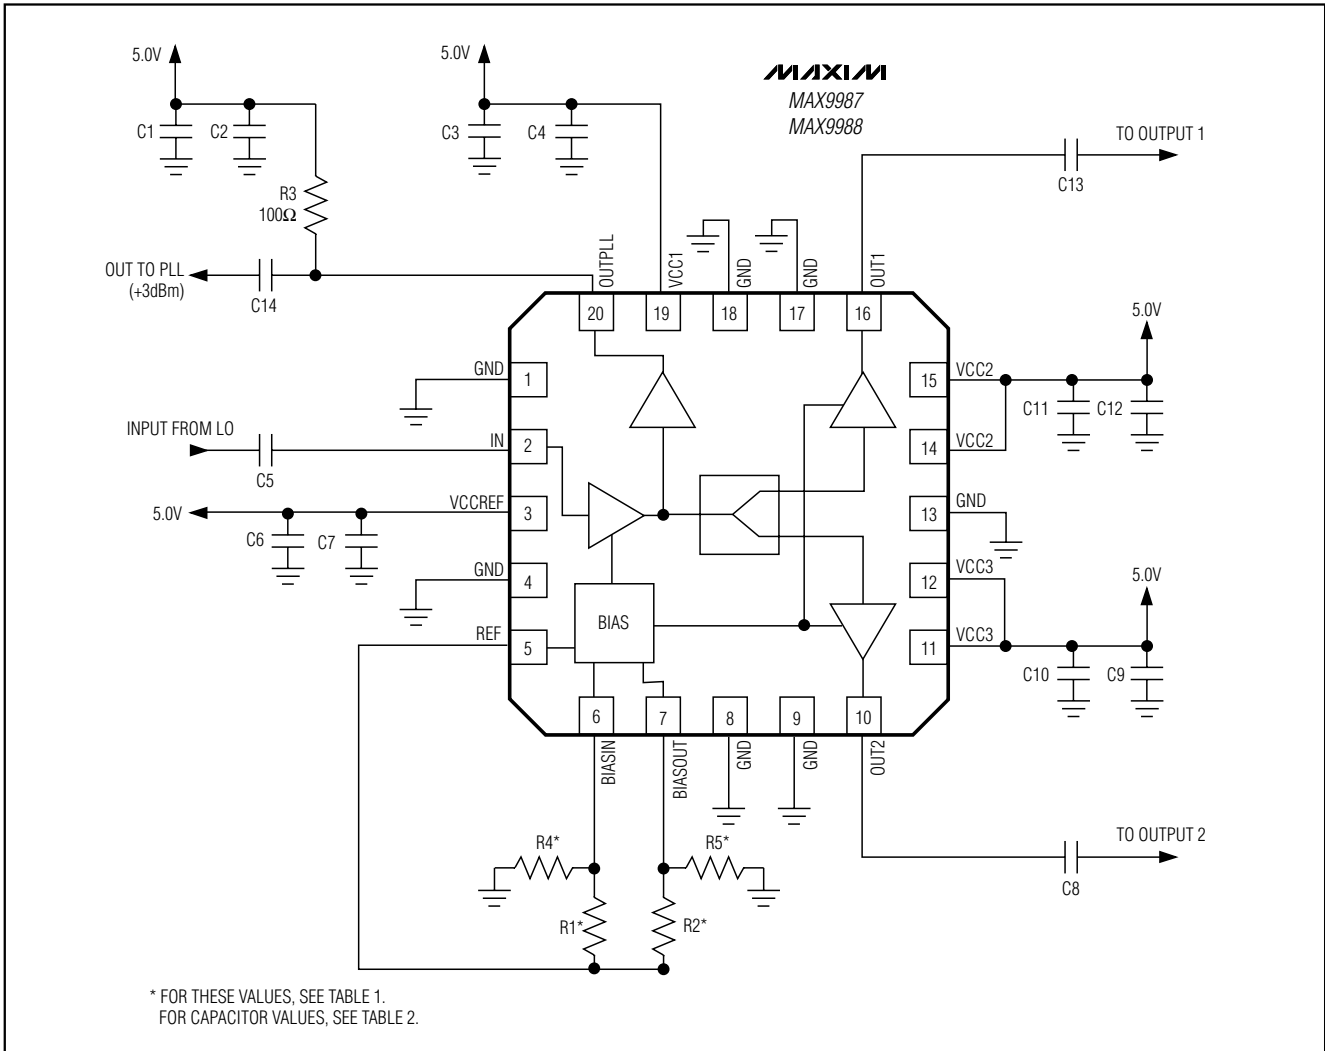 5.0V
5.0V
MAXIM
MAX9987
MAX9988
C1
C2
C3
C4
TO OUTPUT 1
C13
R3
100Ω
OUT TO PLL
(+3dBm)
C14
OUTPLL
VCC1
GND
GND
OUT1
20
19
18
17
16
5.0V
GND
1
15
VCC2
C11
C12
INPUT FROM LO
C5
IN
2
14
VCC2
5.0V
VCCREF
3
13
GND
C6
C7
GND
4
12
VCC3
5.0V
REF
5
BIAS
11
VCC3
C10
C9
6
7
8
9
10
BIASIN
BIASOUT
GND
GND
OUT2
R4*
R5*
TO OUTPUT 2
C8
R1*
R2*
* FOR THESE VALUES, SEE TABLE 1.
FOR CAPACITOR VALUES, SEE TABLE 2.